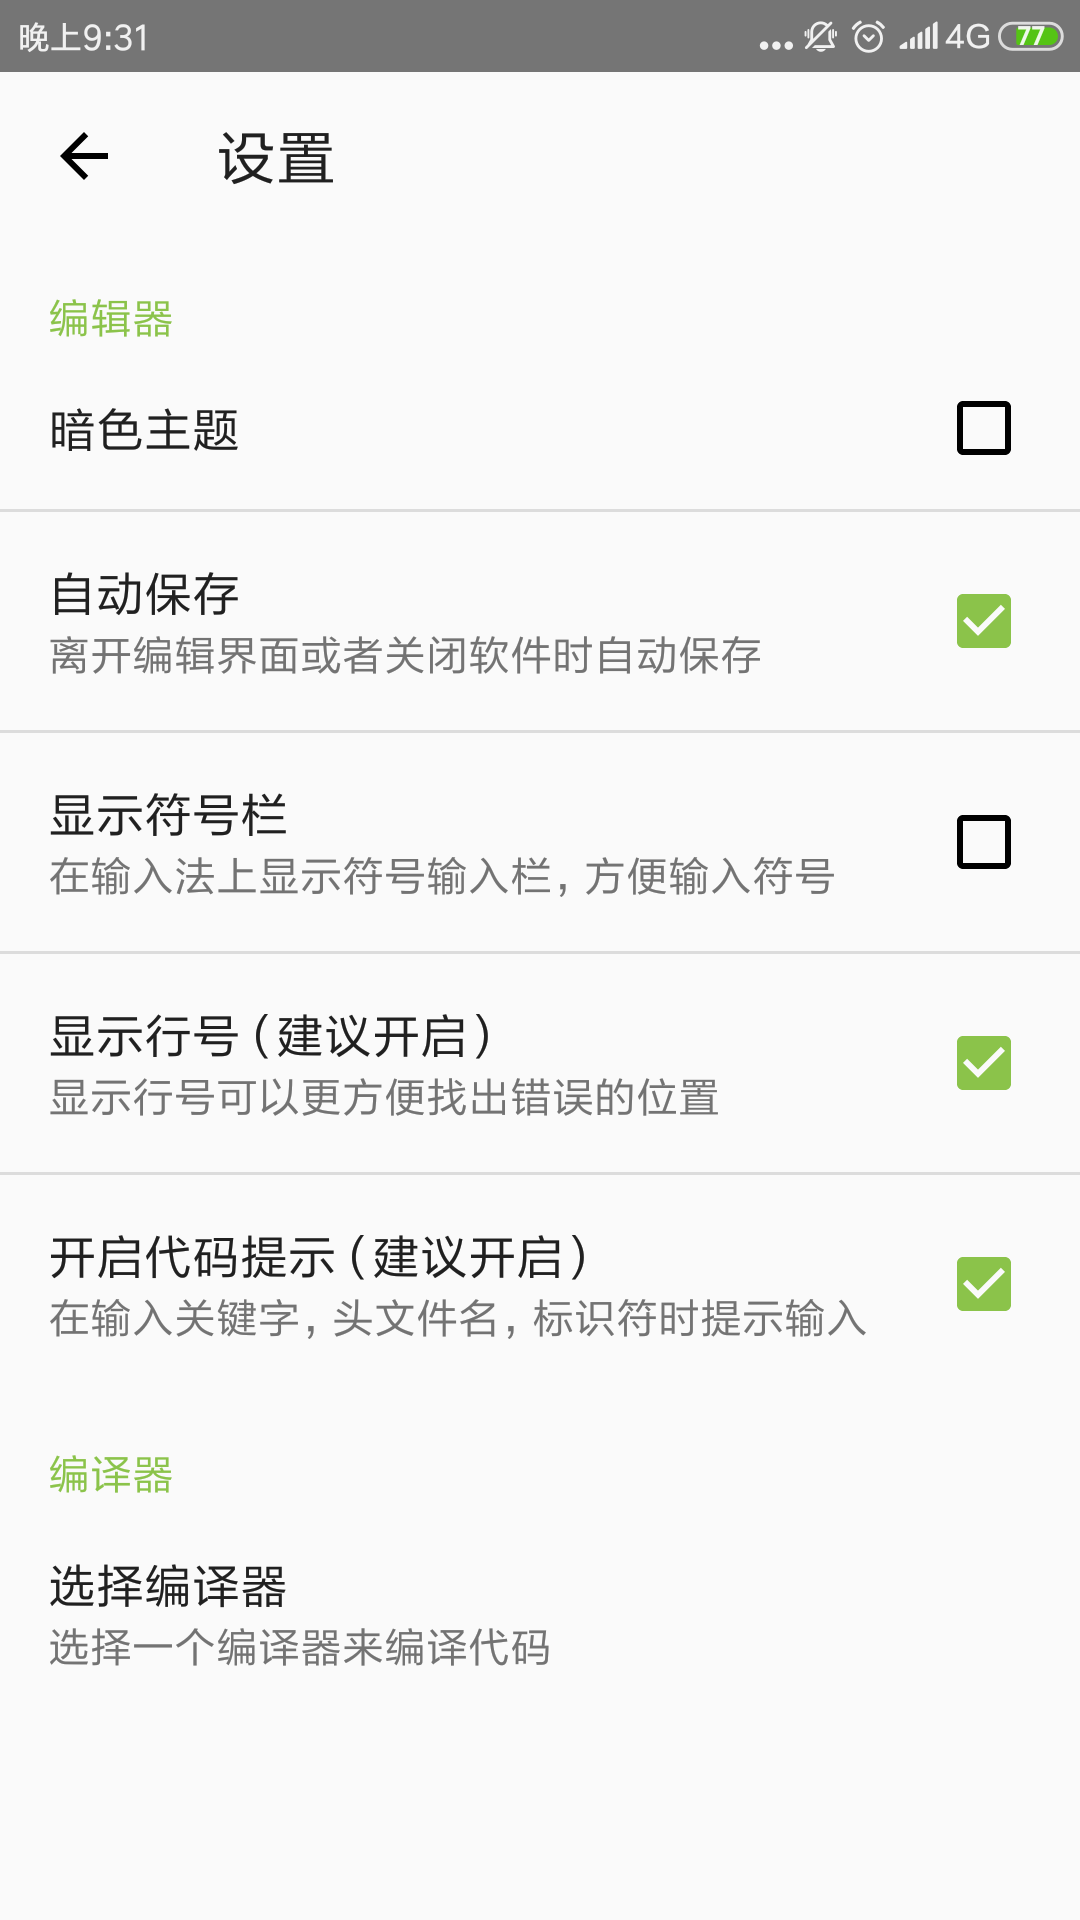 晚上9:31
4G
77
设置
编辑器
暗色主题
自动保存
离开编辑界面或者关闭软件时自动保存
显示符号栏
在输入法上显示符号输入栏，方便输入符号
显示行号（建议开启）
显示行号可以更方便找出错误的位置
开启代码提示（建议开启）
在输入关键字，头文件名，标识符时提示输入
编译器
选择编译器
选择一个编译器来编译代码